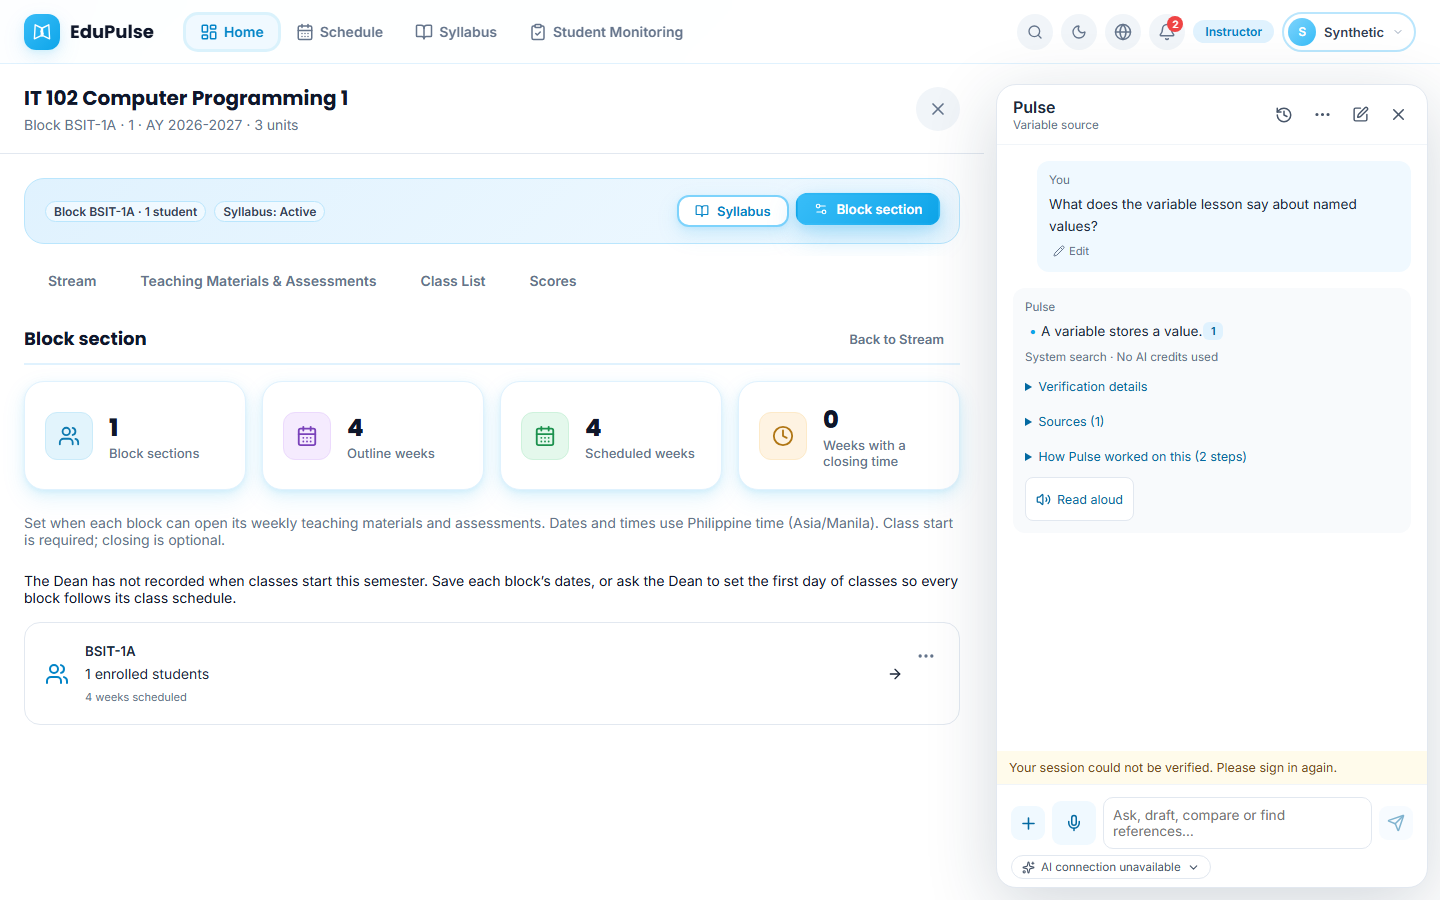 EduPulse
Home
Schedule
Syllabus
Student Monitoring
2
Instructor
S
Synthetic
IT 102 Computer Programming 1
Block BSIT-1A · 1 · AY 2026-2027 · 3 units
Block BSIT-1A · 1 student
Syllabus: Active
Syllabus
Block section
Stream
Teaching Materials & Assessments
Class List
Scores
Block section
Back to Stream
1
Block sections
4
Outline weeks
4
Scheduled weeks
0
Weeks with a
closing time
Set when each block can open its weekly teaching materials and assessments. Dates and times use Philippine time (Asia/Manila). Class start
is required; closing is optional.
The Dean has not recorded when classes start this semester. Save each block's dates, or ask the Dean to set the first day of classes so every
block follows its class schedule.
BSIT-1A
1 enrolled students
4 weeks scheduled
Pulse
Variable source
You
What does the variable lesson say about named
values?
Edit
Pulse
• A variable stores a value. 1
System search · No AI credits used
Verification details
Sources (1)
How Pulse worked on this (2 steps)
Read aloud
Your session could not be verified. Please sign in again.
Ask, draft, compare or find
references...
AI connection unavailable